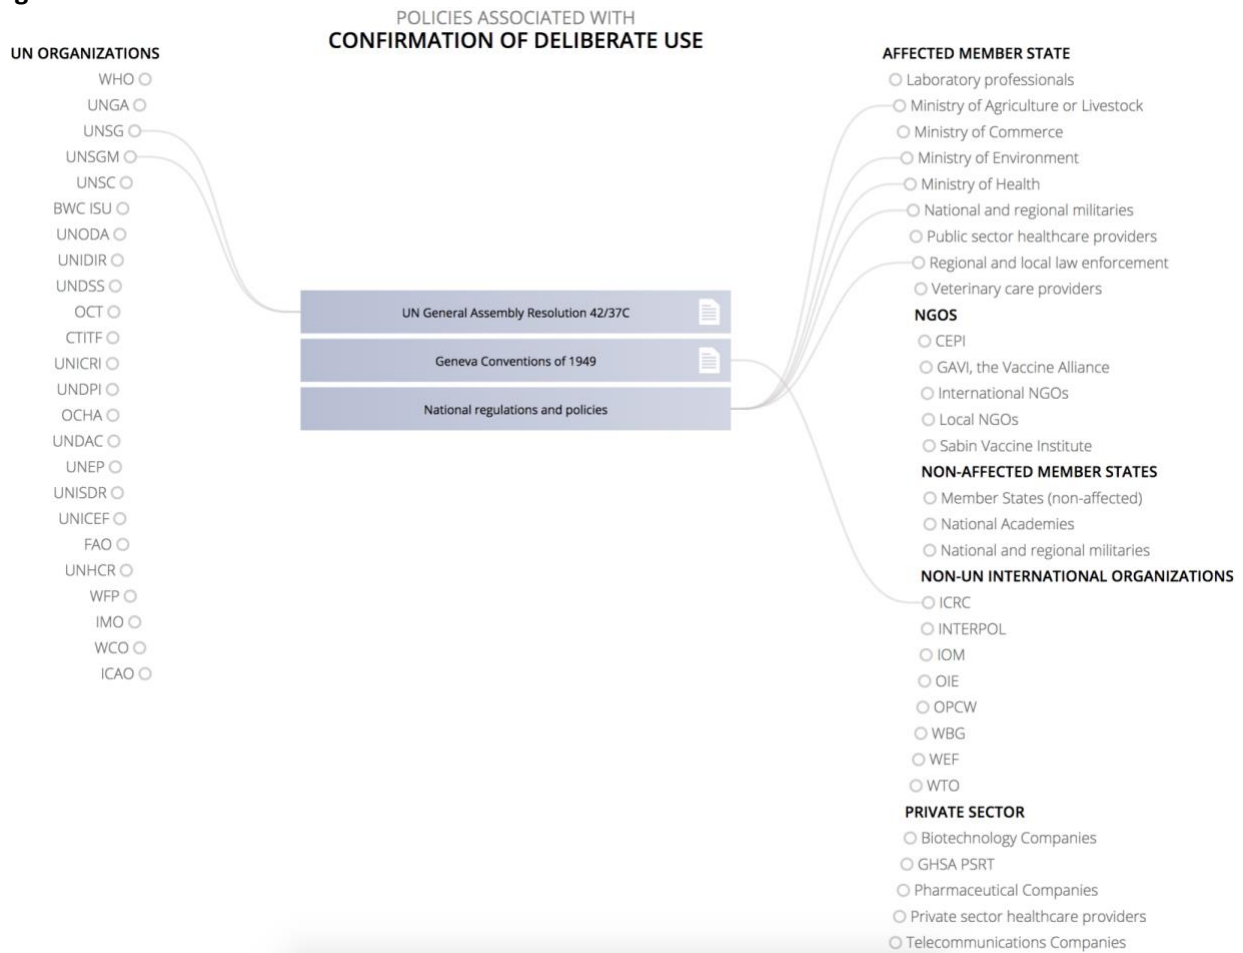 g
POLICIES ASSOCIATED WITH
CONFIRMATION OF DELIBERATE USE
UN ORGANIZATIONS
WHO
UNGA
UNSG
UNSGM
UNSC
BWC ISU
UNODA
UNIDIR
UNDSS
OCT
CTITF
UNICRI
UNDPI
OCHA
UNDAC
UNEP
UNISDR
UNICEF
FAO
UNHCR
WFP
IMO
WCO
ICAO
UN General Assembly Resolution 42/37C
Geneva Conventions of 1949
National regulations and policies
AFFECTED MEMBER STATE
Laboratory professionals
Ministry of Agriculture or Livestock
Ministry of Commerce
Ministry of Environment
Ministry of Health
National and regional militaries
Public sector healthcare providers
Regional and local law enforcement
Veterinary care providers
NGOS
CEPI
GAVI, the Vaccine Alliance
International NGOs
Local NGOs
Sabin Vaccine Institute
NON-AFFECTED MEMBER STATES
Member States (non-affected)
National Academies
National and regional militaries
NON-UN INTERNATIONAL ORGANIZATIONS
ICRC
INTERPOL
IOM
OIE
OPCW
WBG
WEF
WTO
PRIVATE SECTOR
Biotechnology Companies
GHSA PSRT
Pharmaceutical Companies
Private sector healthcare providers
Telecommunications Companies